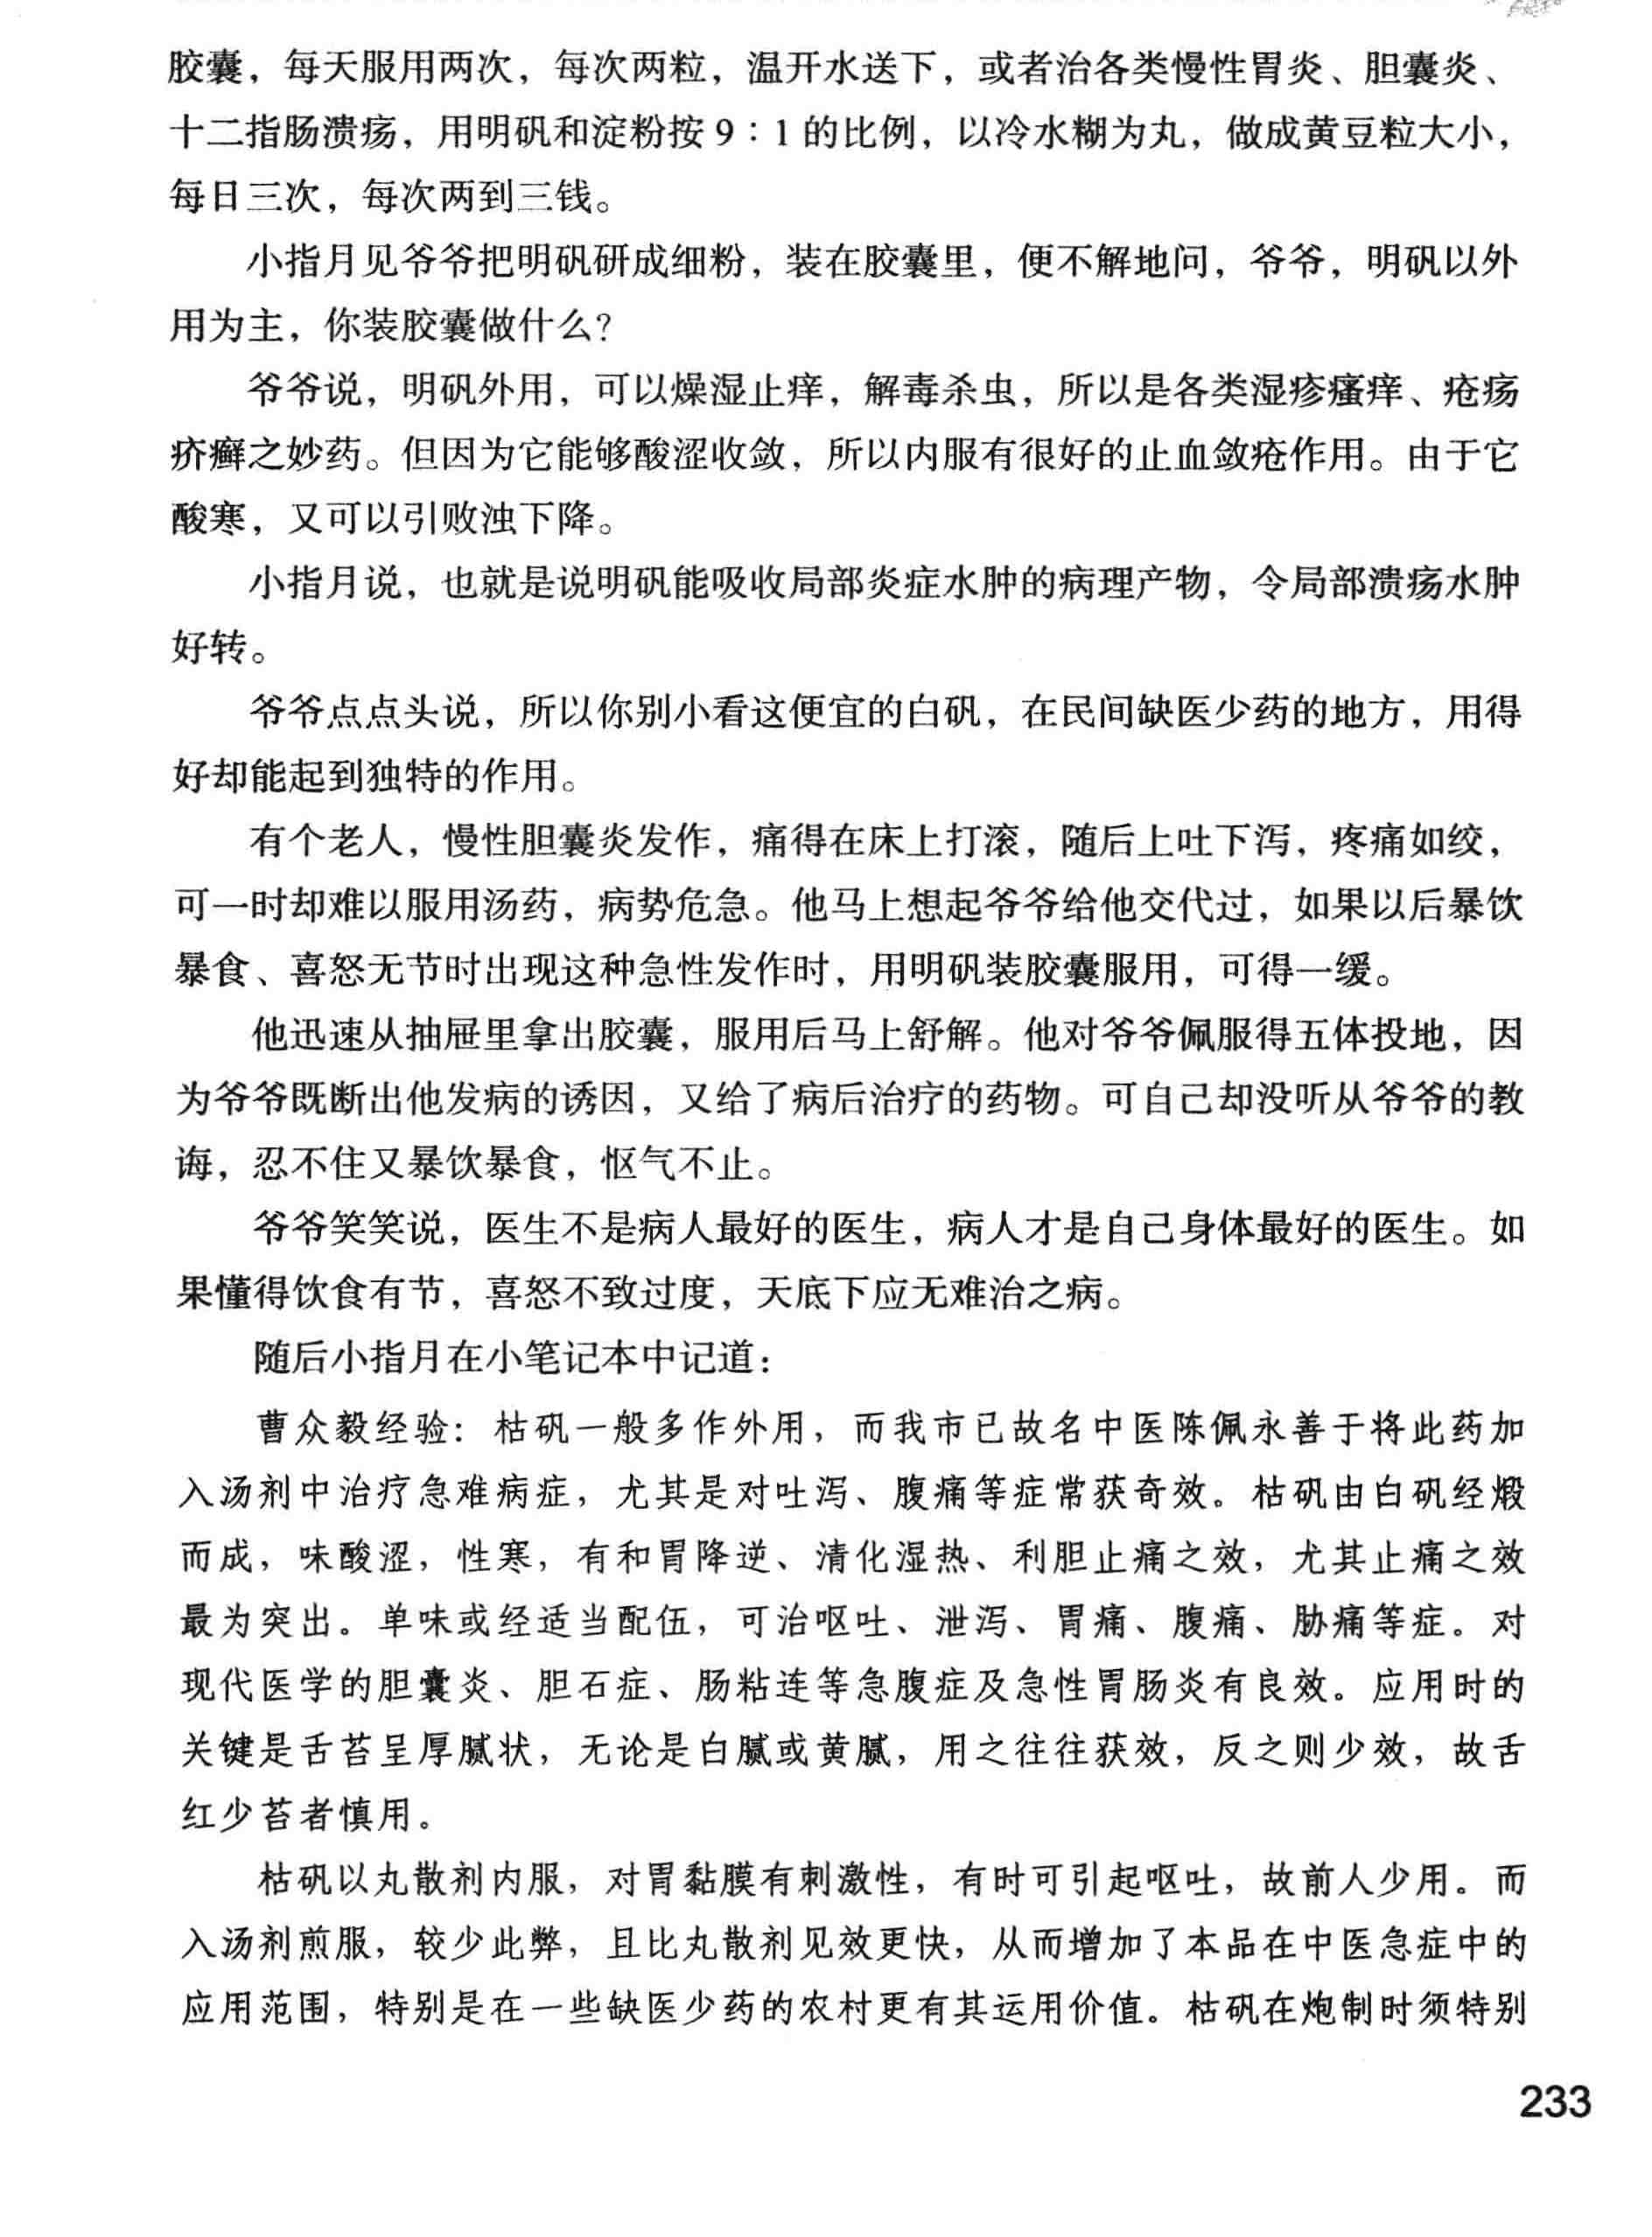 胶囊，每天服用两次，每次两粒，温开水送下，或者治各类慢性胃炎、胆囊炎、
十二指肠溃疡，用明矾和淀粉按9：1的比例，以冷水糊为丸，做成黄豆粒大小，
每日三次，每次两到三钱。
小指月见爷爷把明矾研成细粉，装在胶囊里，便不解地问，爷爷，明矾以外
用为主，你装胶囊做什么？
爷爷说，明矾外用，可以燥湿止痒，解毒杀虫，所以是各类湿疹瘙痒、疮疡
疥癣之妙药。但因为它能够酸涩收敛，所以内服有很好的止血敛疮作用。由于它
酸寒，又可以引败浊下降。
小指月说，也就是说明矾能吸收局部炎症水肿的病理产物，令局部溃疡水肿
好转。
爷爷点点头说，所以你别小看这便宜的白矾，在民间缺医少药的地方，用得
好却能起到独特的作用。
有个老人，慢性胆囊炎发作，痛得在床上打滚，随后上吐下泻，疼痛如绞，
可一时却难以服用汤药，病势危急。他马上想起爷爷给他交代过，如果以后暴饮
暴食、喜怒无节时出现这种急性发作时，用明矾装胶囊服用，可得一缓。
他迅速从抽屉里拿出胶囊，服用后马上舒解。他对爷爷佩服得五体投地，因
为爷爷既断出他发病的诱因，又给了病后治疗的药物。可自己却没听从爷爷的教
诲，忍不住又暴饮暴食，怄气不止。
爷爷笑笑说，医生不是病人最好的医生，病人才是自己身体最好的医生。如
果懂得饮食有节，喜怒不致过度，天底下应无难治之病。
随后小指月在小笔记本中记道：
曹众毅经验：枯矾一般多作外用，而我市已故名中医陈佩永善于将此药加
入汤剂中治疗急难病症，尤其是对吐泻、腹痛等症常获奇效。枯矾由白矾经煅
而成，味酸涩，性寒，有和胃降逆、清化湿热、利胆止痛之效，尤其止痛之效
最为突出。单味或经适当配伍，可治呕吐、泄泻、胃痛、腹痛、胁痛等症。对
现代医学的胆囊炎、胆石症、肠粘连等急腹症及急性胃肠炎有良效。应用时的
关键是舌苔呈厚腻状，无论是白腻或黄腻，用之往往获效，反之则少效，故舌
红少苔者慎用。
枯矾以丸散剂内服，对胃黏膜有刺激性，有时可引起呕吐，故前人少用。而
入汤剂煎服，较少此弊，且比丸散剂见效更快，从而增加了本品在中医急症中的
应用范围，特别是在一些缺医少药的农村更有其运用价值。枯矾在炮制时须特别
233